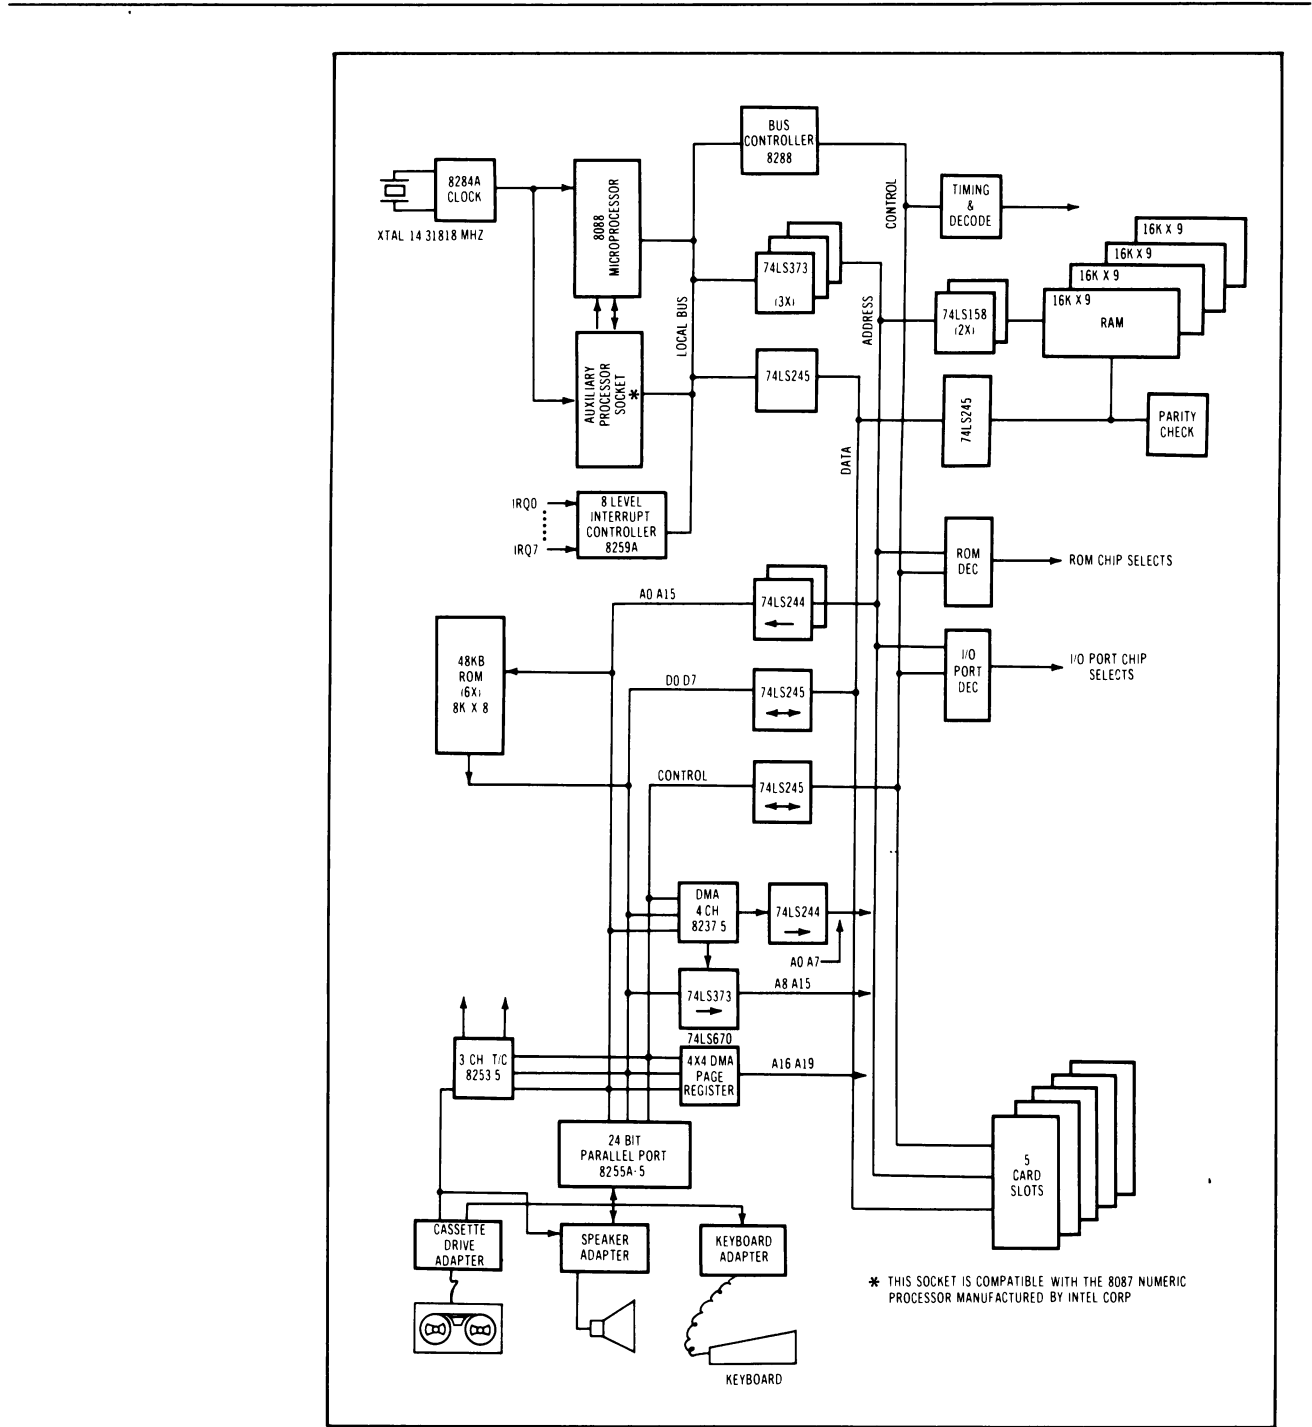 BUS
CONTROLLER
8288
8284A
CLOCK
XTAL 14 31818 MHZ
8088
MICROPROCESSOR
CONTROL
TIMING
&
DECODE
16K X 9
16K X 9
16K X 9
16K X 9
RAM
74LS373
(3X)
LOCAL BUS
ADDRESS
74LS158
(2X)
AUXILIARY
PROCESSOR
SOCKET
*
74LS245
DATA
74LS245
PARITY
CHECK
IRQ0
IRQ7
8 LEVEL
INTERRUPT
CONTROLLER
8259A
ROM
DEC
ROM CHIP SELECTS
A0 A15
74LS244
I/O
PORT
DEC
I/O PORT CHIP
SELECTS
48KB
ROM
(6X)
8K X 8
D0 D7
74LS245
CONTROL
74LS245
DMA
4 CH
8237 5
74LS244
A0 A7
74LS373
A8 A15
74LS670
4X4 DMA
PAGE
REGISTER
A16 A19
3 CH T/C
8253 5
24 BIT
PARALLEL PORT
8255A-5
5
CARD
SLOTS
CASSETTE
DRIVE
ADAPTER
SPEAKER
ADAPTER
KEYBOARD
ADAPTER
* THIS SOCKET IS COMPATIBLE WITH THE 8087 NUMERIC
PROCESSOR MANUFACTURED BY INTEL CORP
KEYBOARD